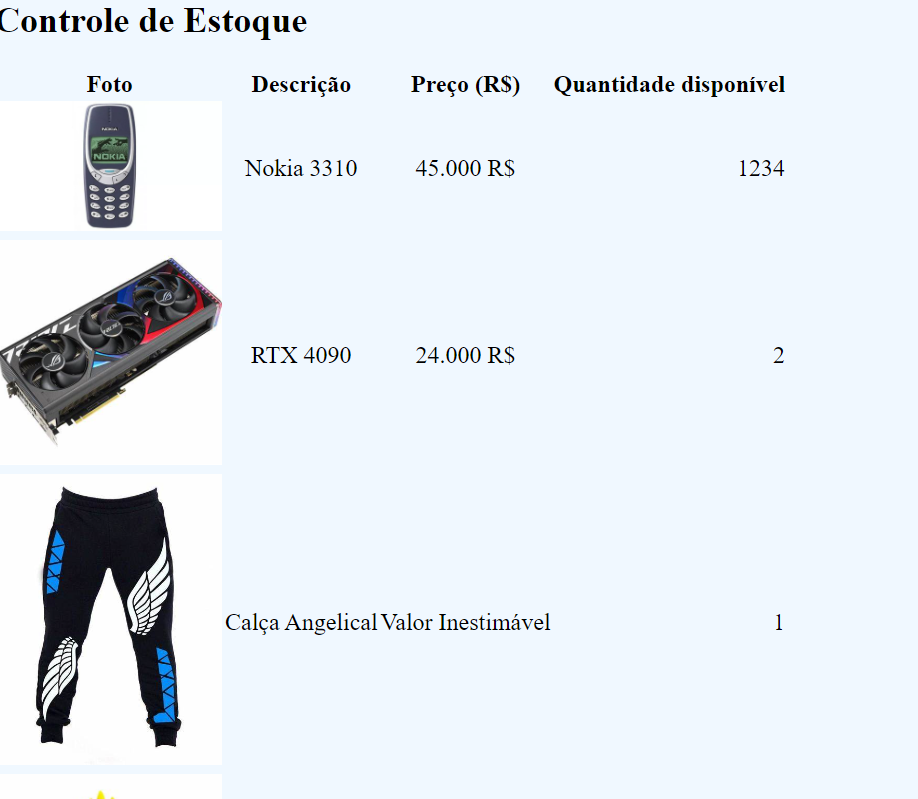 Controle de Estoque
Foto Descrição Preço (R$) Quantidade disponível
NOKIA
NOKIA
Nokia 3310 45.000 R$ 1234
RTX 4090 24.000 R$ 2
Calça Angelical Valor Inestimável 1